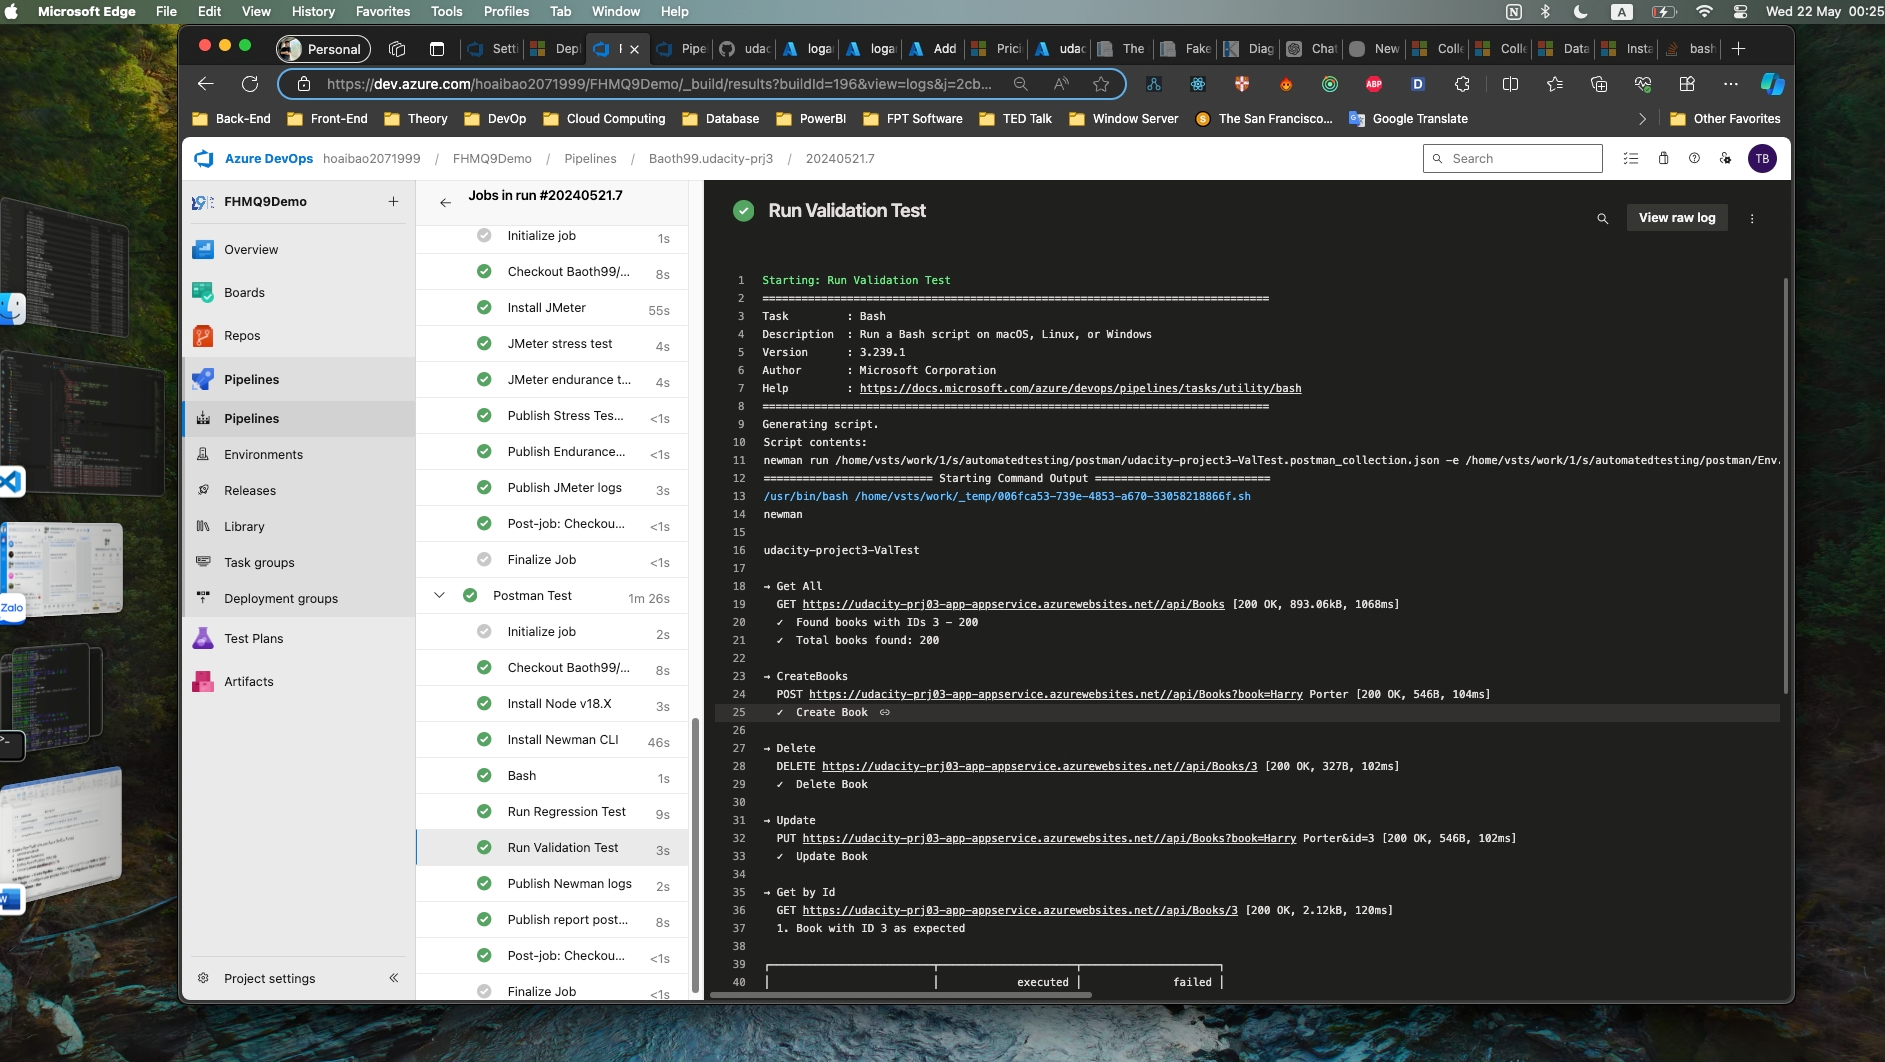 Microsoft Edge File Edit View History Favorites Tools Profiles Tab Window Help
A Wed 22 May 00:25
Personal Setti Depl F Pipe udac logar logar Add Prici udac The Fake Diag Chat New Colle Colle Data Insta bash
https://dev.azure.com/hoaibao2071999/FHMQ9Demo/_build/results?buildId=196&view=logs&j=2cb...
ABP D
Back-End Front-End Theory DevOp Cloud Computing Database PowerBI FPT Software TED Talk Window Server The San Francisco... Google Translate Other Favorites
Azure DevOps hoaibao2071999 / FHMQ9Demo / Pipelines / Baoth99.udacity-prj3 / 20240521.7
Search
TB
FHMQ9Demo
Overview
Boards
Repos
Pipelines
Pipelines
Environments
Releases
Library
Task groups
Deployment groups
Test Plans
Artifacts
Project settings
Zalo
Jobs in run #20240521.7
Initialize job 1s
Checkout Baoth99/... 8s
Install JMeter 55s
JMeter stress test 4s
JMeter endurance t... 4s
Publish Stress Tes... <1s
Publish Endurance... <1s
Publish JMeter logs 3s
Post-job: Checkou... <1s
Finalize Job <1s
Postman Test 1m 26s
Initialize job 2s
Checkout Baoth99/... 8s
Install Node v18.X 3s
Install Newman CLI 46s
Bash 1s
Run Regression Test 9s
Run Validation Test 3s
Publish Newman logs 2s
Publish report post... 8s
Post-job: Checkou... <1s
Finalize Job <1s
Run Validation Test
View raw log
1 Starting: Run Validation Test
2 ==============================================================================
3 Task : Bash
4 Description : Run a Bash script on macOS, Linux, or Windows
5 Version : 3.239.1
6 Author : Microsoft Corporation
7 Help : https://docs.microsoft.com/azure/devops/pipelines/tasks/utility/bash
8 ==============================================================================
9 Generating script.
10 Script contents:
11 newman run /home/vsts/work/1/s/automatedtesting/postman/udacity-project3-ValTest.postman_collection.json -e /home/vsts/work/1/s/automatedtesting/postman/Env.
12 ========================== Starting Command Output ===========================
13 /usr/bin/bash /home/vsts/work/_temp/006fca53-739e-4853-a670-33058218866f.sh
14 newman
15
16 udacity-project3-ValTest
17
18 → Get All
19 GET https://udacity-prj03-app-appservice.azurewebsites.net//api/Books [200 OK, 893.06kB, 1068ms]
20 ✓ Found books with IDs 3 - 200
21 ✓ Total books found: 200
22
23 → CreateBooks
24 POST https://udacity-prj03-app-appservice.azurewebsites.net//api/Books?book=Harry Porter [200 OK, 546B, 104ms]
25 ✓ Create Book
26
27 → Delete
28 DELETE https://udacity-prj03-app-appservice.azurewebsites.net//api/Books/3 [200 OK, 327B, 102ms]
29 ✓ Delete Book
30
31 → Update
32 PUT https://udacity-prj03-app-appservice.azurewebsites.net//api/Books?book=Harry Porter&id=3 [200 OK, 546B, 102ms]
33 ✓ Update Book
34
35 → Get by Id
36 GET https://udacity-prj03-app-appservice.azurewebsites.net//api/Books/3 [200 OK, 2.12kB, 120ms]
37 1. Book with ID 3 as expected
38
39
40 executed failed